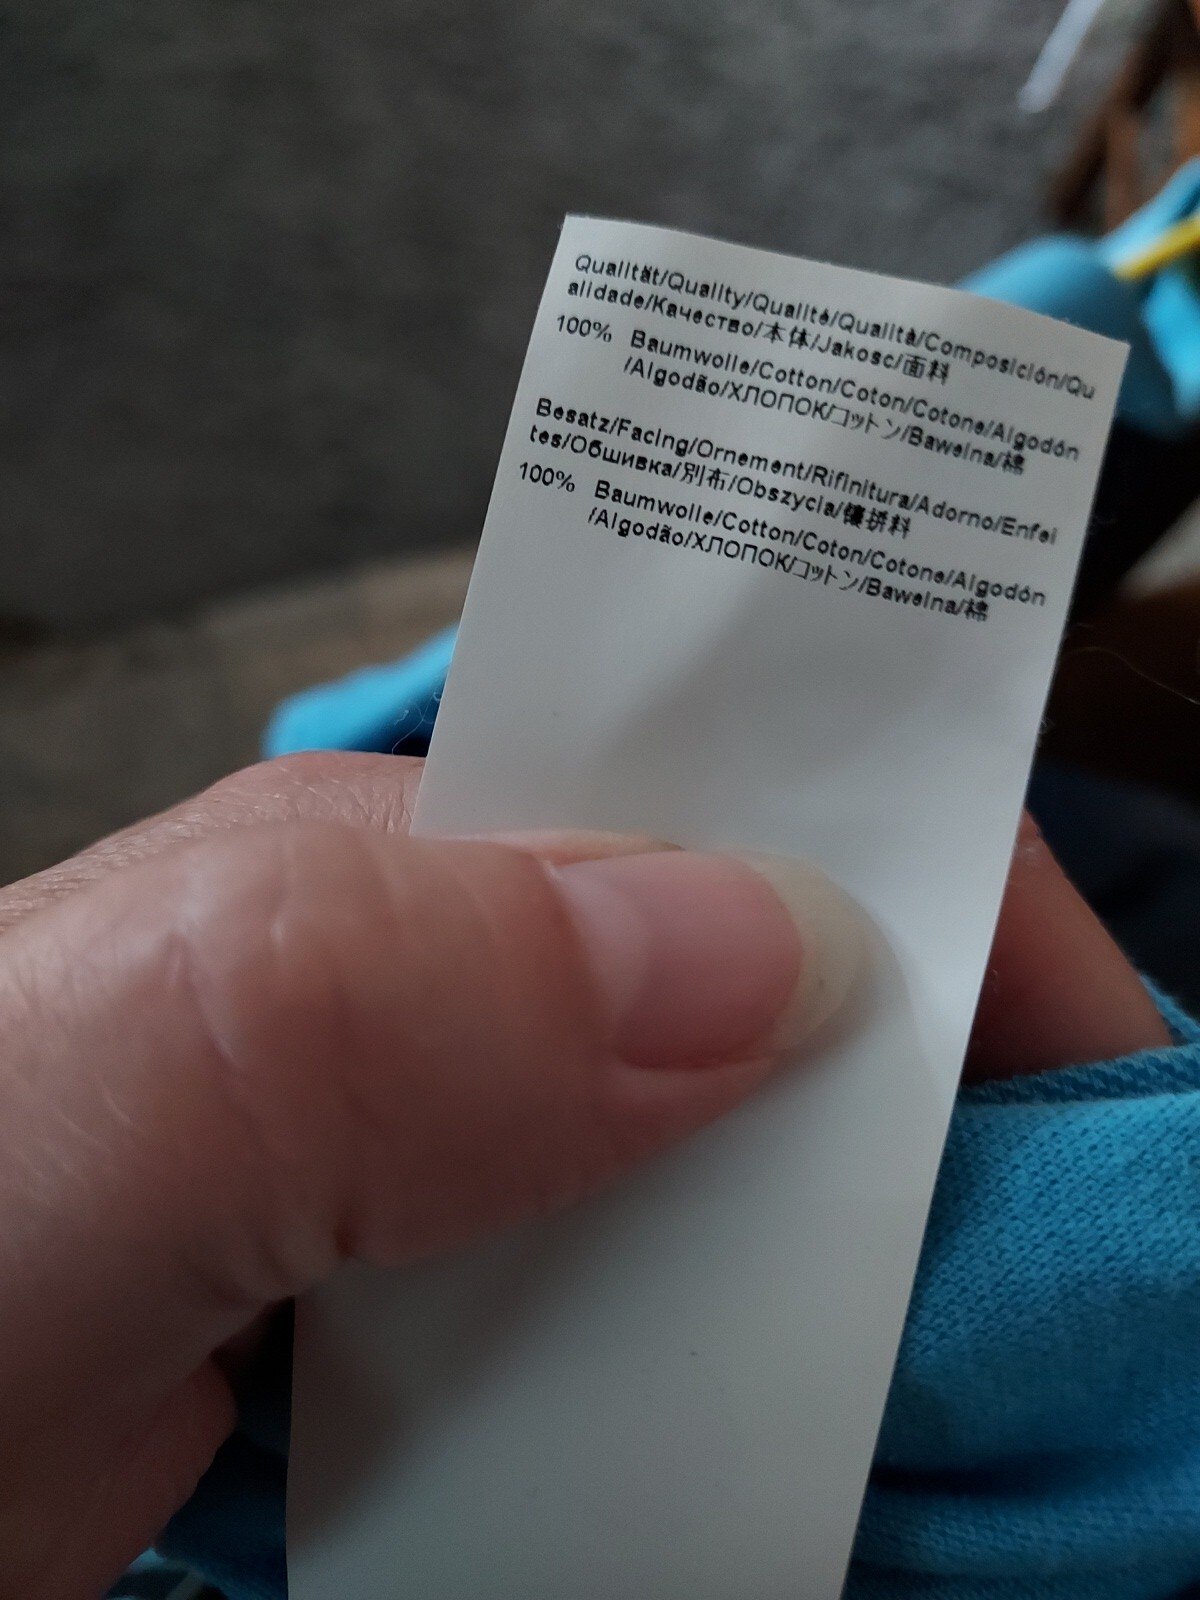 Qualität/Quality/Qualité/Qualità/Composición/Qu
alidade/Качество/本体/Jakosc/面料
100% Baumwolle/Cotton/Coton/Cotone/Algodón
/Algodão/ХЛОПОК/コットン/Bawelna/棉
Besatz/Facing/Ornement/Rifinitura/Adorno/Enfei
tes/Обшивка/別布/Obszycia/镶拼料
100% Baumwolle/Cotton/Coton/Cotone/Algodón
/Algodão/ХЛОПОК/コットン/Bawelna/棉